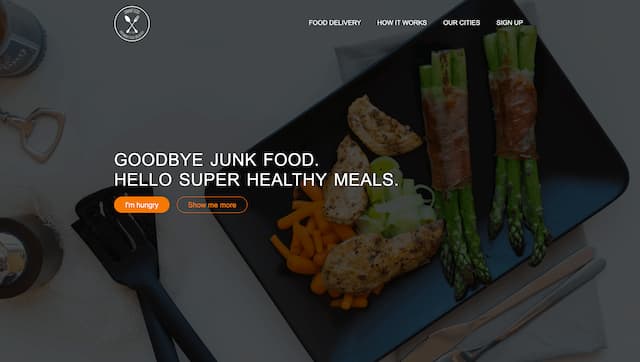 FOOD DELIVERY HOW IT WORKS OUR CITIES SIGN UP
GOODBYE JUNK FOOD.
HELLO SUPER HEALTHY MEALS.
I'm hungry Show me more